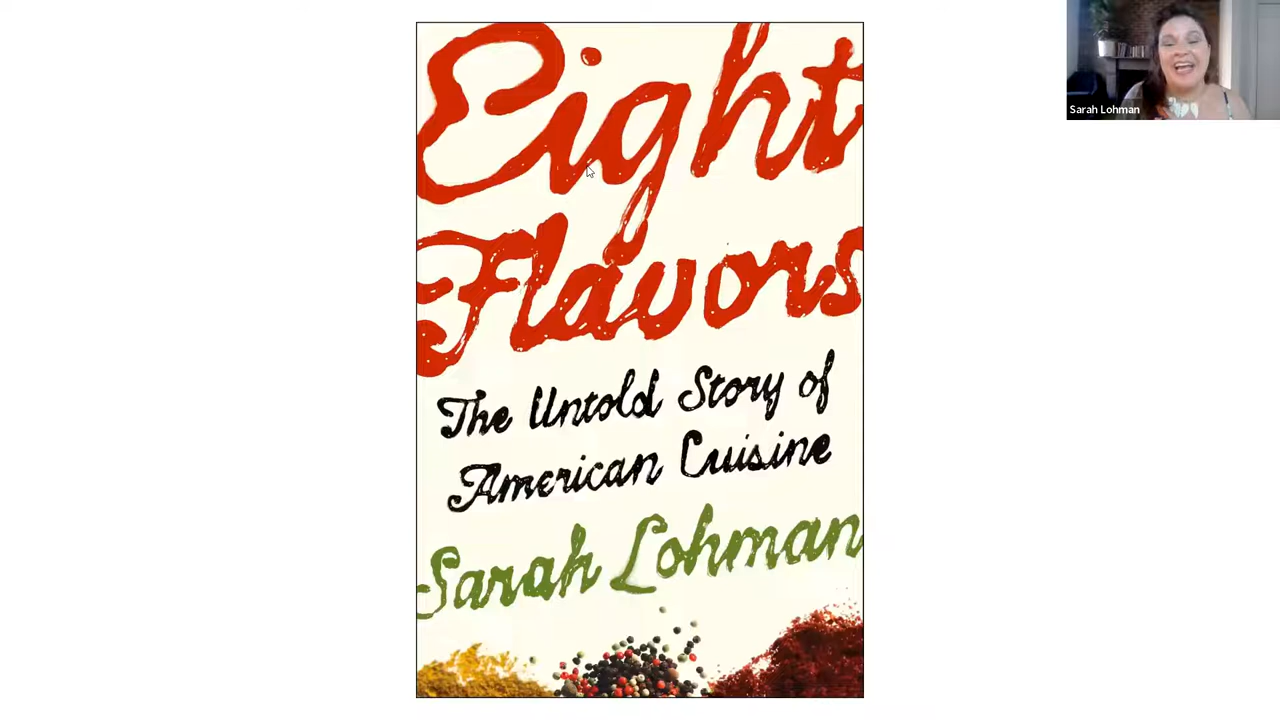 Eight
Flavors
The Untold Story of
American Cuisine
Sarah Lohman
Sarah Lohman